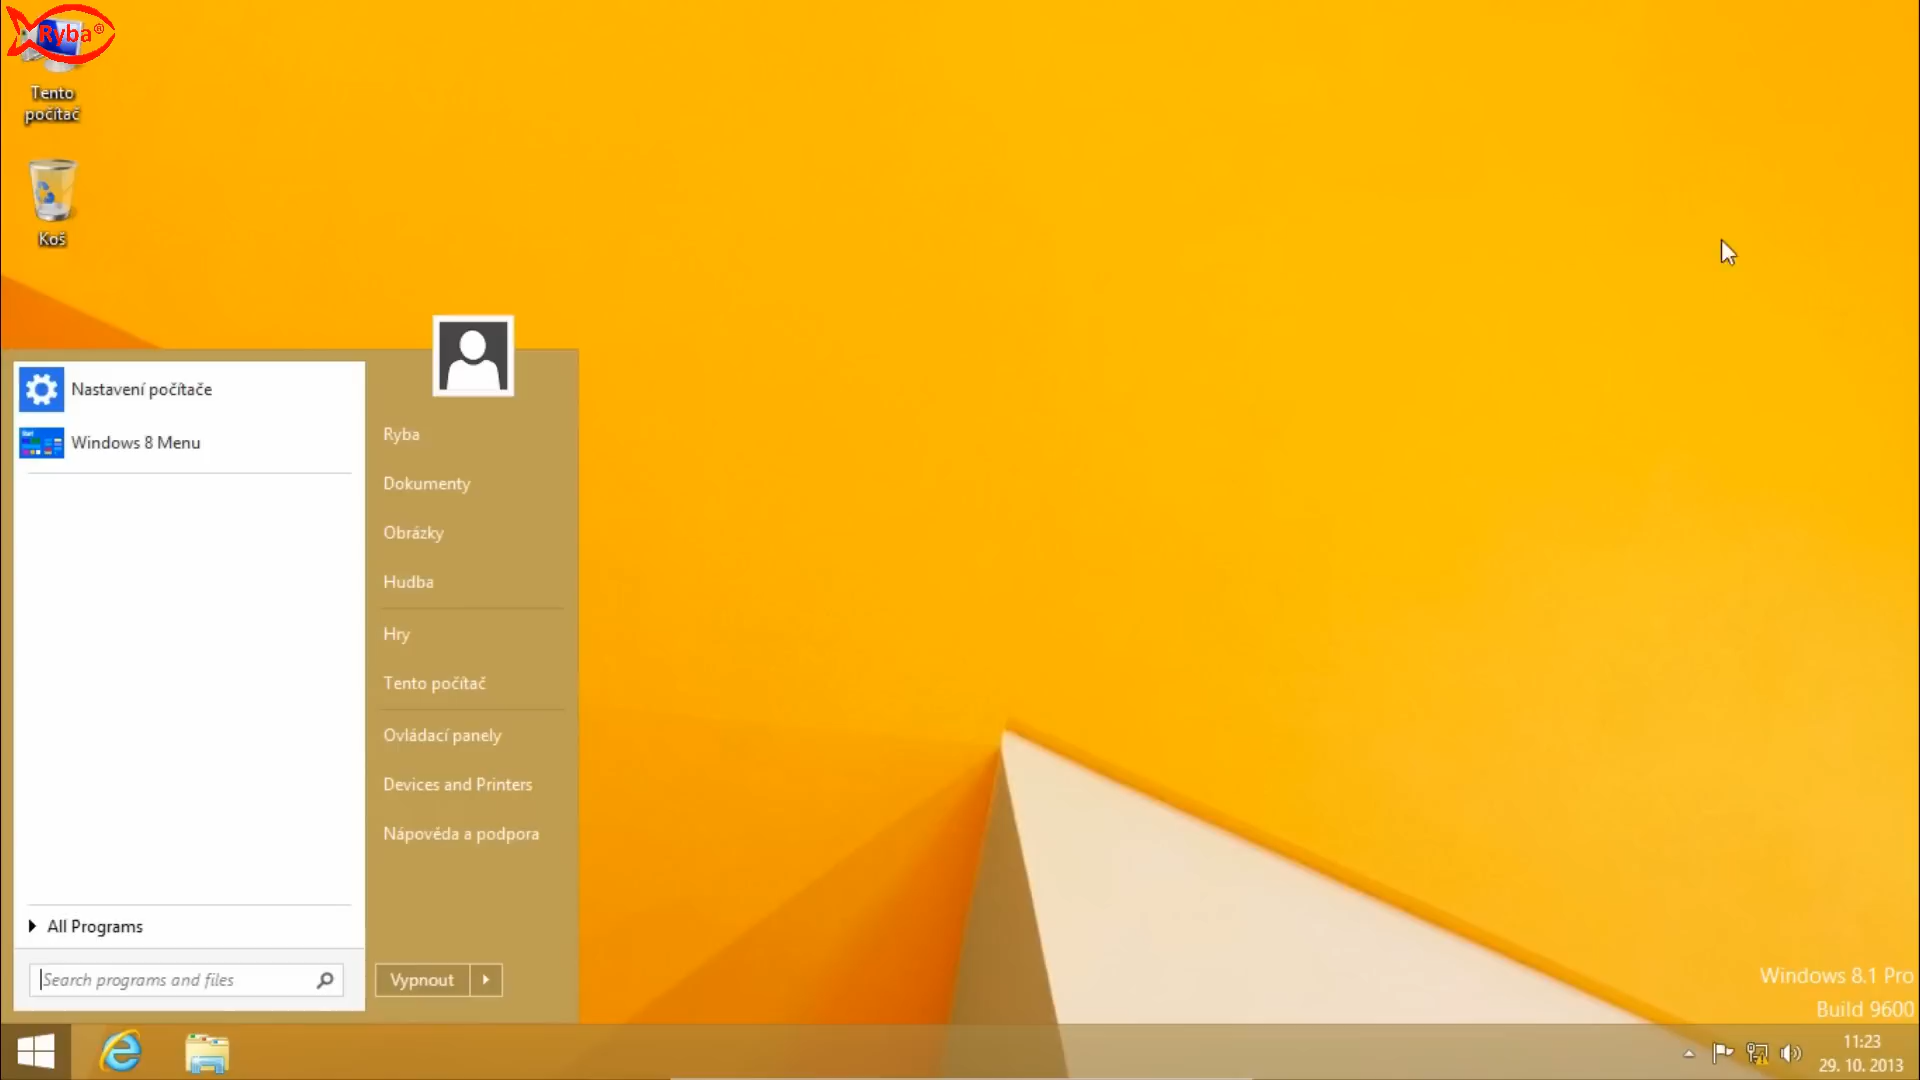 Ryba®
Tento
počítač
Koš
Nastavení počítače
Windows 8 Menu
All Programs
Search programs and files
Ryba
Dokumenty
Obrázky
Hudba
Hry
Tento počítač
Ovládací panely
Devices and Printers
Nápověda a podpora
Vypnout
Windows 8.1 Pro
Build 9600
11:23
29. 10. 2013